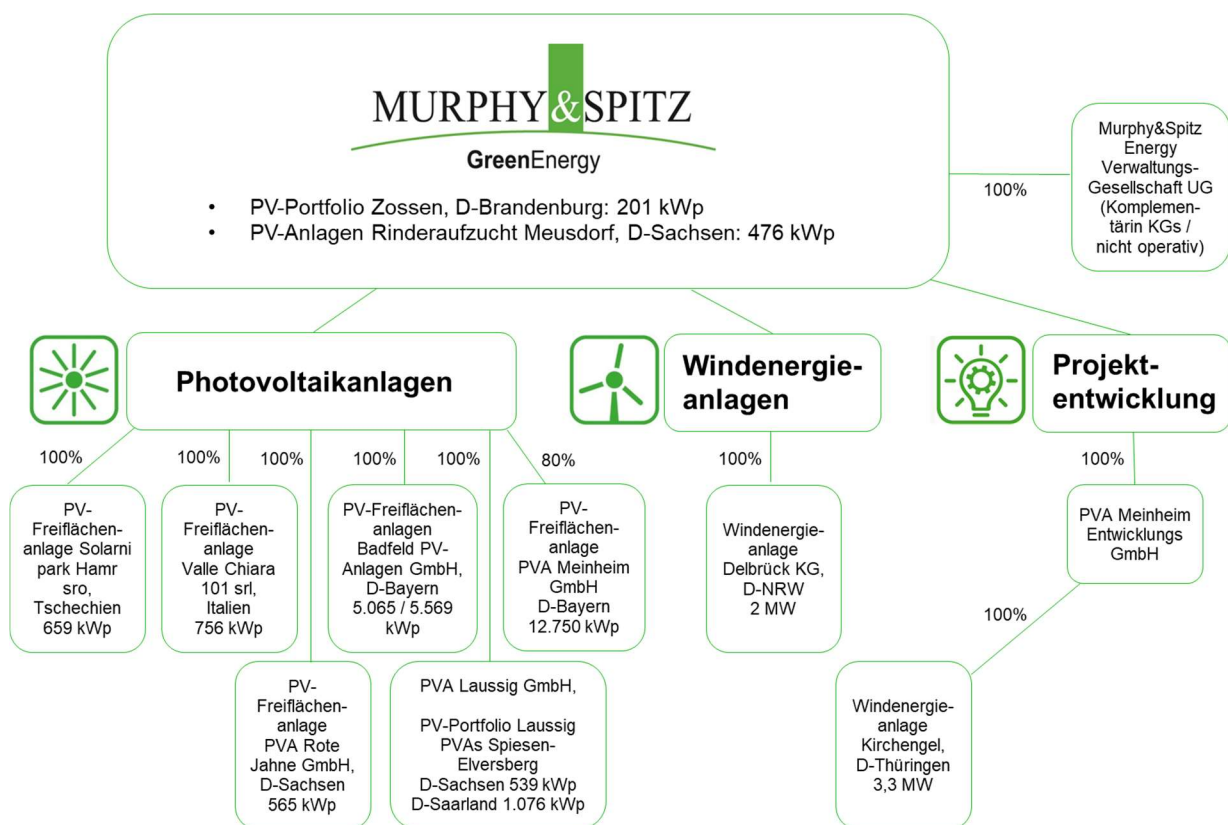 MURPHY&SPITZ
GreenEnergy
• PV-Portfolio Zossen, D-Brandenburg: 201 kWp
• PV-Anlagen Rinderaufzucht Meusdorf, D-Sachsen: 476 kWp
100%
Murphy&Spitz
Energy
Verwaltungs-
Gesellschaft UG
(Komplemen-
tärin KGs /
nicht operativ)
Photovoltaikanlagen
Windenergie-
anlagen
Projekt-
entwicklung
100%
100%
100%
100%
100%
80%
100%
100%
PV-
Freiflächen-
anlage Solarni
park Hamr
sro,
Tschechien
659 kWp
PV-
Freiflächen-
anlage
Valle Chiara
101 srl,
Italien
756 kWp
PV-Freiflächen-
anlagen
Badfeld PV-
Anlagen GmbH,
D-Bayern
5.065 / 5.569
kWp
PV-
Freiflächen-
anlage
PVA Meinheim
GmbH
D-Bayern
12.750 kWp
Windenergie-
anlage
Delbrück KG,
D-NRW
2 MW
PVA Meinheim
Entwicklungs
GmbH
100%
PV-
Freiflächen-
anlage
PVA Rote
Jahne GmbH,
D-Sachsen
565 kWp
PVA Laussig GmbH,
PV-Portfolio Laussig
PVAs Spiesen-
Elversberg
D-Sachsen 539 kWp
D-Saarland 1.076 kWp
Windenergie-
anlage
Kirchengel,
D-Thüringen
3,3 MW